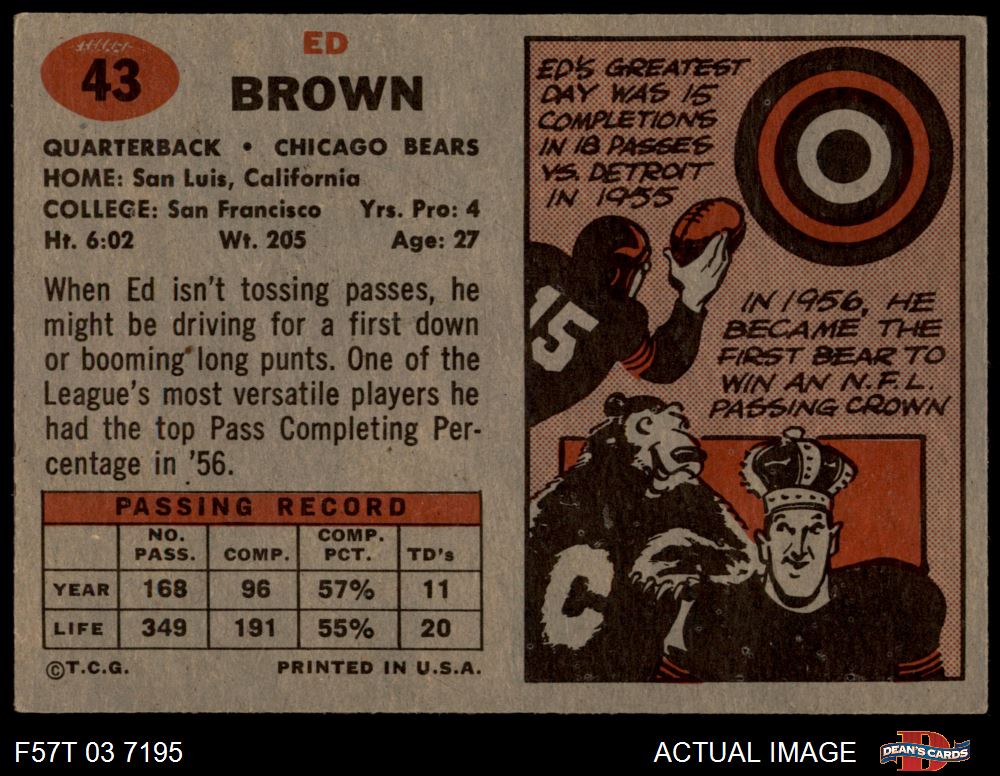 43
ED
BROWN
QUARTERBACK • CHICAGO BEARS
HOME: San Luis, California
COLLEGE: San Francisco Yrs. Pro: 4
Ht. 6:02 Wt. 205 Age: 27
When Ed isn't tossing passes, he
might be driving for a first down
or booming long punts. One of the
League's most versatile players he
had the top Pass Completing Per-
centage in '56.
PASSING RECORD
NO. PASS. COMP. COMP. PCT. TD's
YEAR 168 96 57% 11
LIFE 349 191 55% 20
©T.C.G. PRINTED IN U.S.A.
ED'S GREATEST
DAY WAS 15
COMPLETIONS
IN 18 PASSES
VS. DETROIT
IN 1955
15
IN 1956, HE
BECAME THE
FIRST BEAR TO
WIN AN N.F.L.
PASSING CROWN
C
F57T 03 7195
ACTUAL IMAGE
D
DEAN'S CARDS